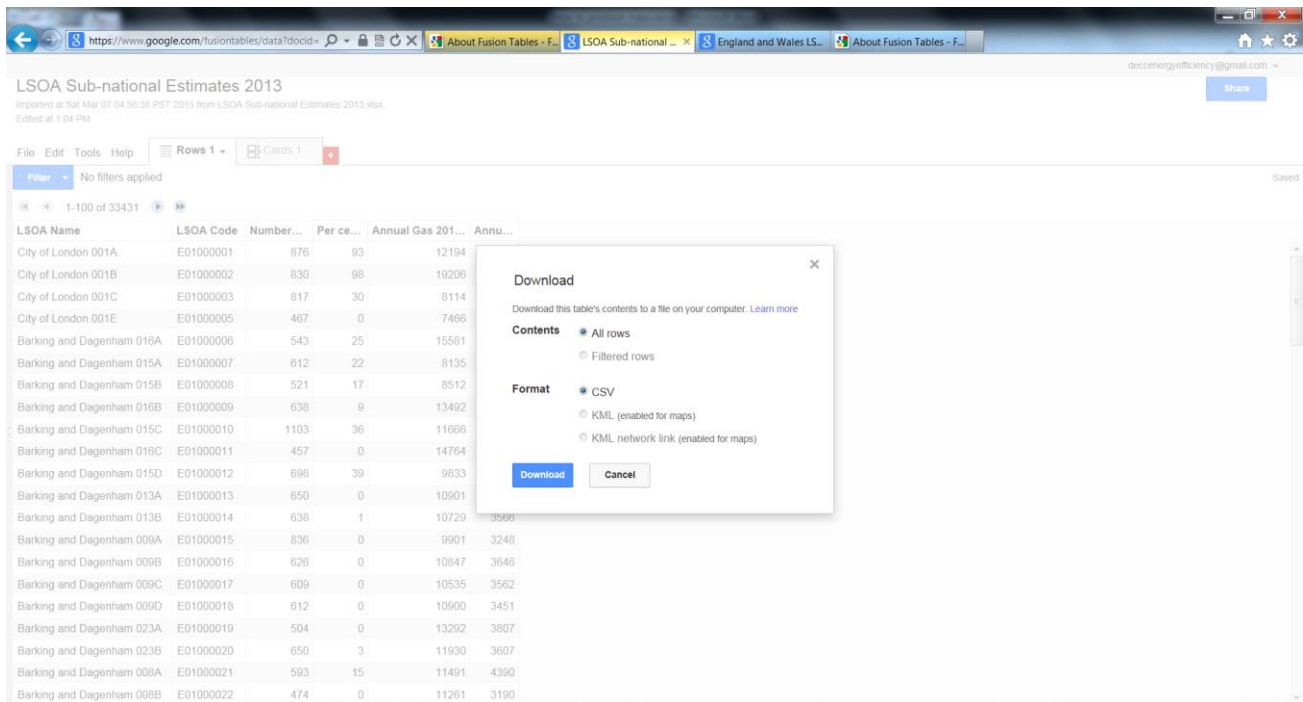 https://www.google.com/fusiontables/data?docid=
About Fusion Tables - F...
LSOA Sub-national ...
England and Wales LS...
About Fusion Tables - F...
deccenergyefficiency@gmail.com
LSOA Sub-national Estimates 2013
Share
Imported at Sat Mar 07 04:56:38 PST 2015 from LSOA Sub-national Estimates 2013.xlsx.
Edited at 1:04 PM
File Edit Tools Help Rows 1 Cards 1 +
Filter No filters applied Saved
1-100 of 33431
LSOA Name LSOA Code Number... Per ce... Annual Gas 201... Annu...
City of London 001A E01000001 876 93 12194
City of London 001B E01000002 830 98 19206
City of London 001C E01000003 817 30 8114
City of London 001E E01000005 467 0 7466
Barking and Dagenham 016A E01000006 543 25 15581
Barking and Dagenham 015A E01000007 612 22 8135
Barking and Dagenham 015B E01000008 521 17 8512
Barking and Dagenham 016B E01000009 638 9 13492
Barking and Dagenham 015C E01000010 1103 36 11666
Barking and Dagenham 016C E01000011 457 0 14764
Barking and Dagenham 015D E01000012 698 39 9833
Barking and Dagenham 013A E01000013 650 0 10901
Barking and Dagenham 013B E01000014 638 1 10729 3566
Barking and Dagenham 009A E01000015 836 0 9901 3248
Barking and Dagenham 009B E01000016 626 0 10847 3646
Barking and Dagenham 009C E01000017 609 0 10535 3562
Barking and Dagenham 009D E01000018 612 0 10900 3451
Barking and Dagenham 023A E01000019 504 0 13292 3807
Barking and Dagenham 023B E01000020 650 3 11930 3607
Barking and Dagenham 008A E01000021 593 15 11491 4390
Barking and Dagenham 008B E01000022 474 0 11261 3190
Download
Download this table's contents to a file on your computer. Learn more
Contents All rows
Filtered rows
Format CSV
KML (enabled for maps)
KML network link (enabled for maps)
Download Cancel